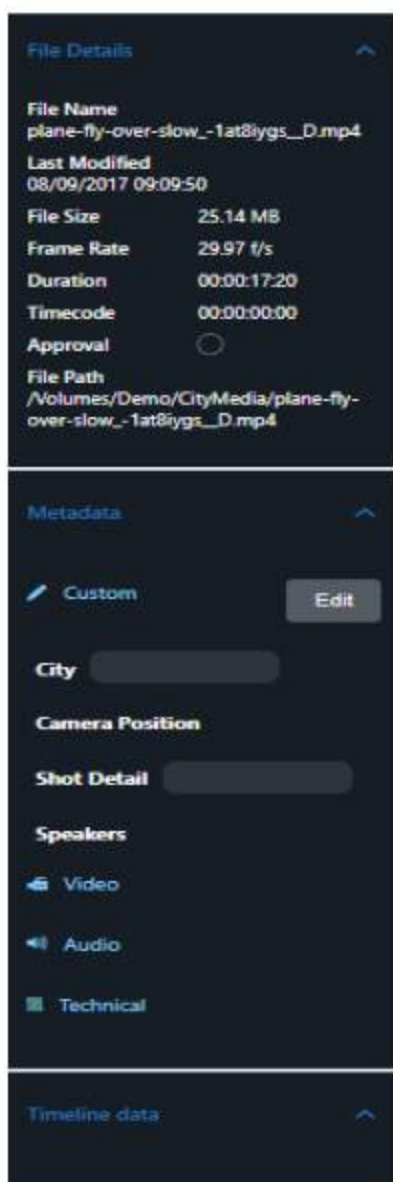 File Details
File Name
plane-fly-over-slow_-1at8iygs__D.mp4
Last Modified
08/09/2017 09:09:50
File Size 25.14 MB
Frame Rate 29.97 f/s
Duration 00:00:17:20
Timecode 00:00:00:00
Approval
File Path
/Volumes/Demo/CityMedia/plane-fly-
over-slow_-1at8iygs__D.mp4
Metadata
Custom Edit
City
Camera Position
Shot Detail
Speakers
Video
Audio
Technical
Timeline data